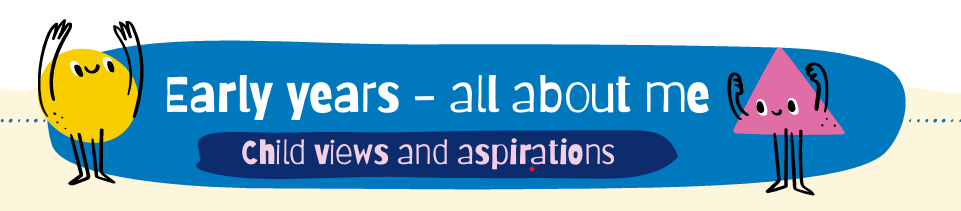 Early years – all about me
Child views and aspirations